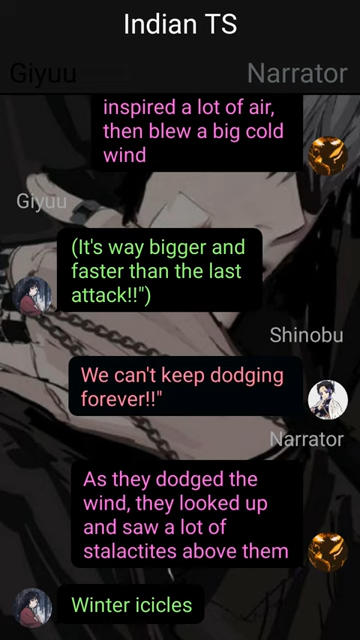 Indian TS
Giyuu
Narrator
inspired a lot of air,
then blew a big cold
wind
Giyuu
(It's way bigger and
faster than the last
attack!!")
Shinobu
We can't keep dodging
forever!!"
Narrator
As they dodged the
wind, they looked up
and saw a lot of
stalactites above them
Winter icicles